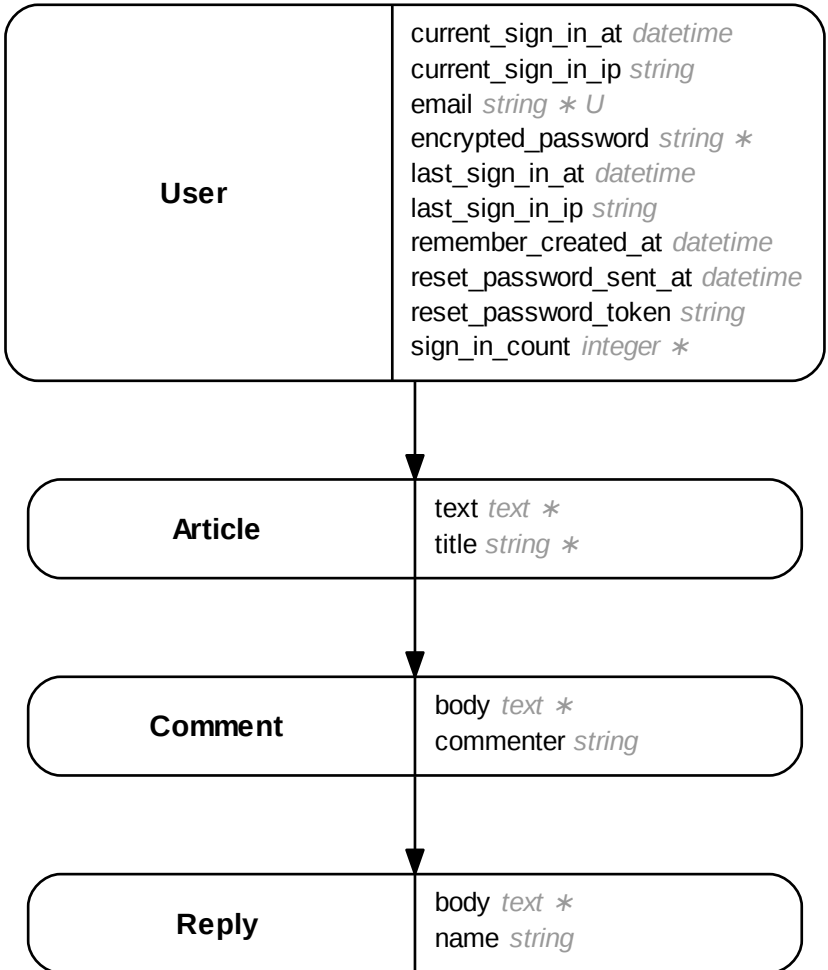 User
current_sign_in_at datetime
current_sign_in_ip string
email string ∗ U
encrypted_password string ∗
last_sign_in_at datetime
last_sign_in_ip string
remember_created_at datetime
reset_password_sent_at datetime
reset_password_token string
sign_in_count integer ∗
Article
text text ∗
title string ∗
Comment
body text ∗
commenter string
Reply
body text ∗
name string